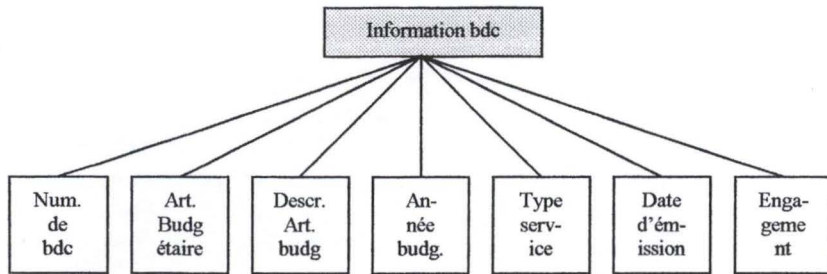 Information bdc
Num.
de
bdc
Art.
Budg
étaire
Descr.
Art.
budg
An-
née
budg.
Type
serv-
ice
Date
d'ém-
ission
Enga-
geme
nt